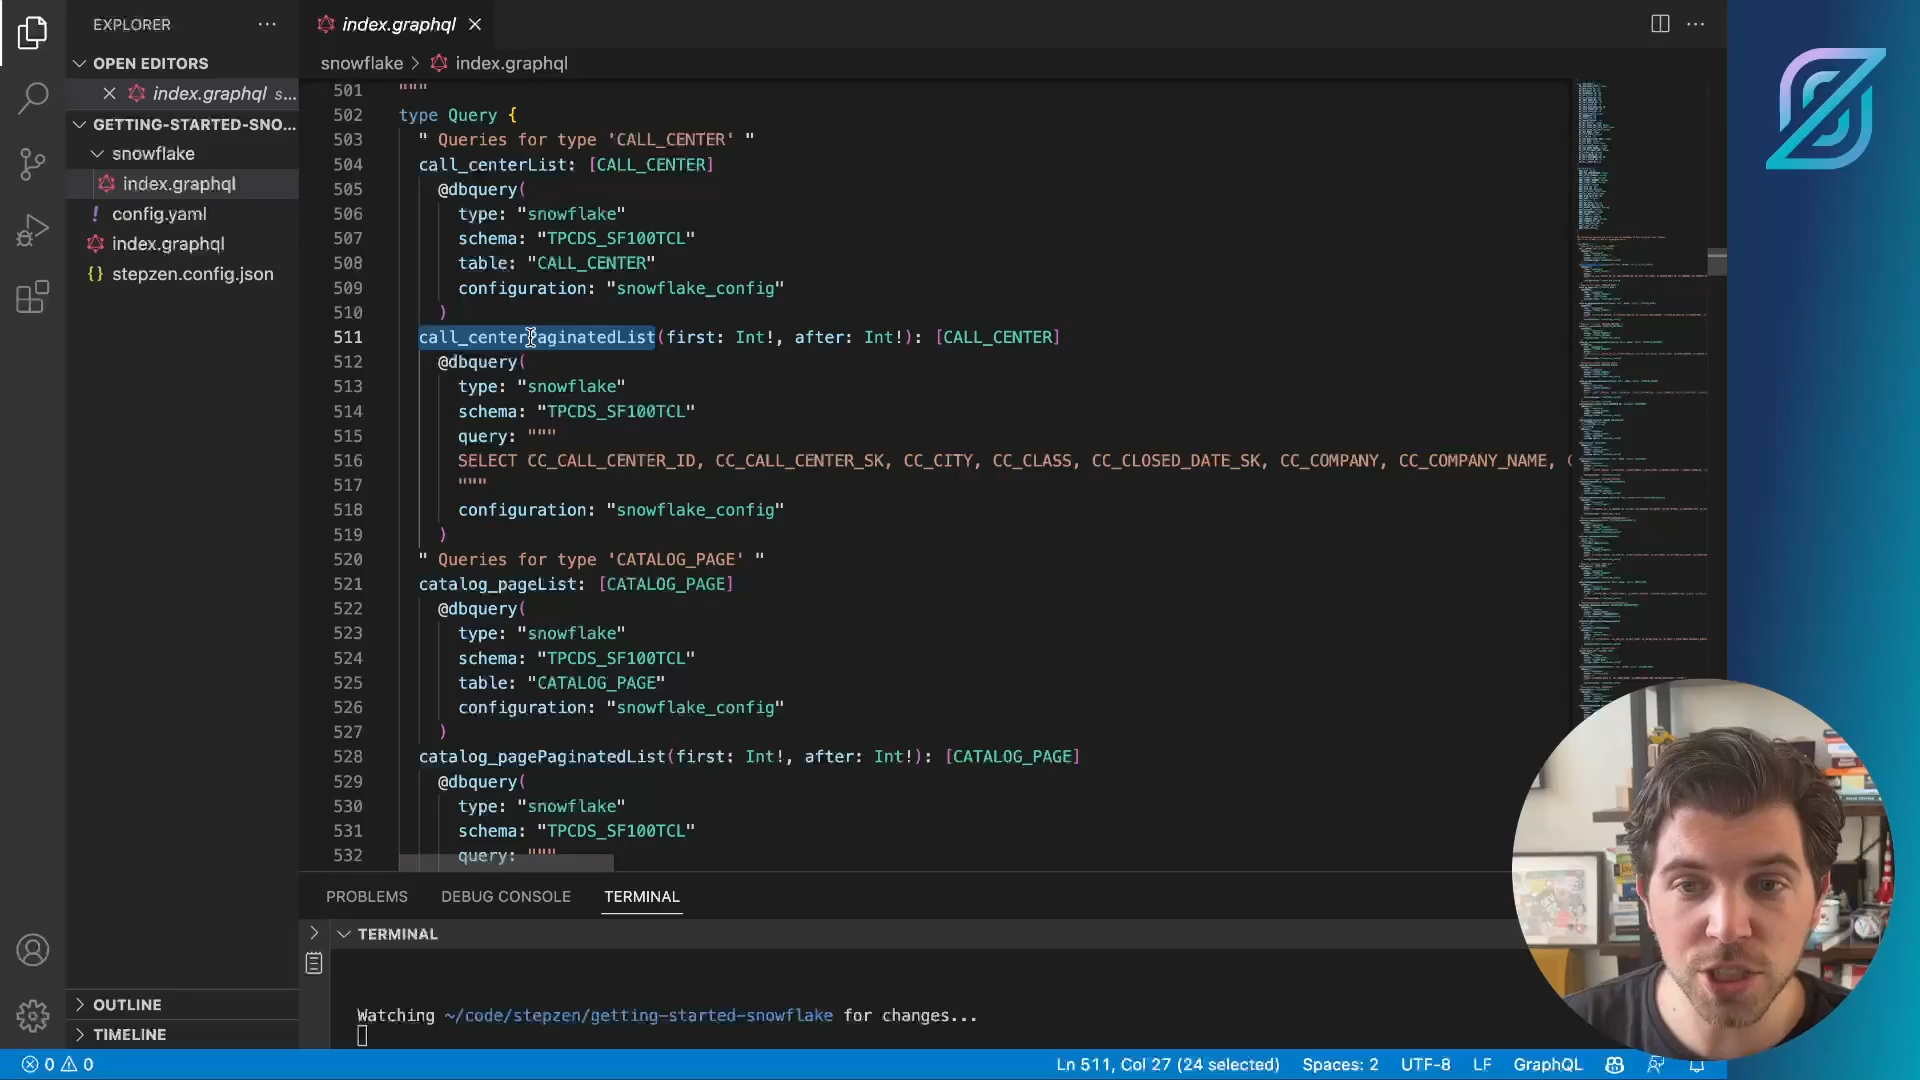 EXPLORER
OPEN EDITORS
index.graphql s...
GETTING-STARTED-SNO...
snowflake
index.graphql
config.yaml
index.graphql
stepzen.config.json
OUTLINE
TIMELINE
index.graphql
snowflake > index.graphql
501 """
502 type Query {
503 " Queries for type 'CALL_CENTER' "
504 call_centerList: [CALL_CENTER]
505 @dbquery(
506 type: "snowflake"
507 schema: "TPCDS_SF100TCL"
508 table: "CALL_CENTER"
509 configuration: "snowflake_config"
510 )
511 call_centerPaginatedList(first: Int!, after: Int!): [CALL_CENTER]
512 @dbquery(
513 type: "snowflake"
514 schema: "TPCDS_SF100TCL"
515 query: """
516 SELECT CC_CALL_CENTER_ID, CC_CALL_CENTER_SK, CC_CITY, CC_CLASS, CC_CLOSED_DATE_SK, CC_COMPANY, CC_COMPANY_NAME,
517 """
518 configuration: "snowflake_config"
519 )
520 " Queries for type 'CATALOG_PAGE' "
521 catalog_pageList: [CATALOG_PAGE]
522 @dbquery(
523 type: "snowflake"
524 schema: "TPCDS_SF100TCL"
525 table: "CATALOG_PAGE"
526 configuration: "snowflake_config"
527 )
528 catalog_pagePaginatedList(first: Int!, after: Int!): [CATALOG_PAGE]
529 @dbquery(
530 type: "snowflake"
531 schema: "TPCDS_SF100TCL"
532 query: """
PROBLEMS DEBUG CONSOLE TERMINAL
TERMINAL
Watching ~/code/stepzen/getting-started-snowflake for changes...
0 0 Ln 511, Col 27 (24 selected) Spaces: 2 UTF-8 LF GraphQL